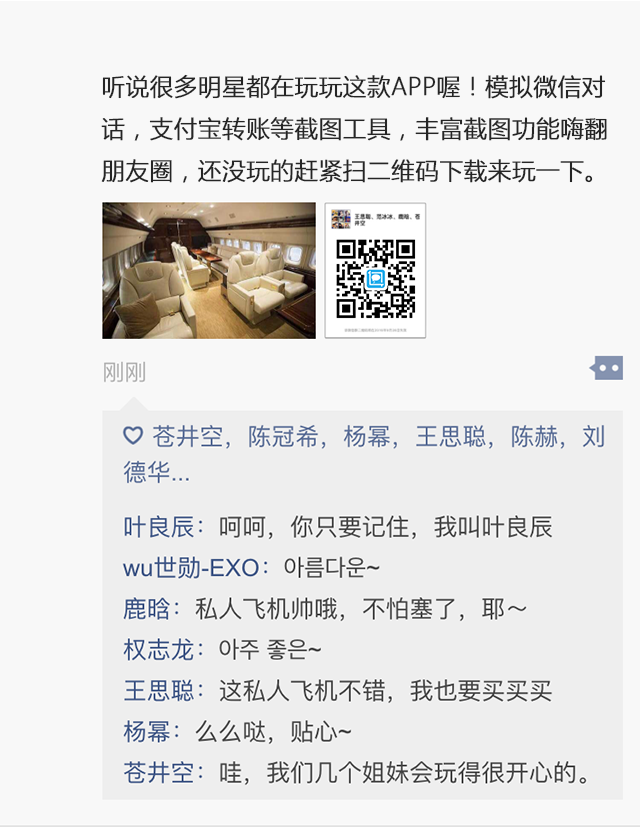 听说很多明星都在玩玩这款APP喔！模拟微信对
话，支付宝转账等截图工具，丰富截图功能嗨翻
朋友圈，还没玩的赶紧扫二维码下载来玩一下。
王思聪、范冰冰、鹿晗、苍
井空
刚刚
苍井空，陈冠希，杨幂，王思聪，陈赫，刘
德华...
叶良辰：呵呵，你只要记住，我叫叶良辰
wu世勋-EXO：아름다운~
鹿晗：私人飞机帅哦，不怕塞了，耶～
权志龙：아주 좋은~
王思聪：这私人飞机不错，我也要买买买
杨幂：么么哒，贴心~
苍井空：哇，我们几个姐妹会玩得很开心的。